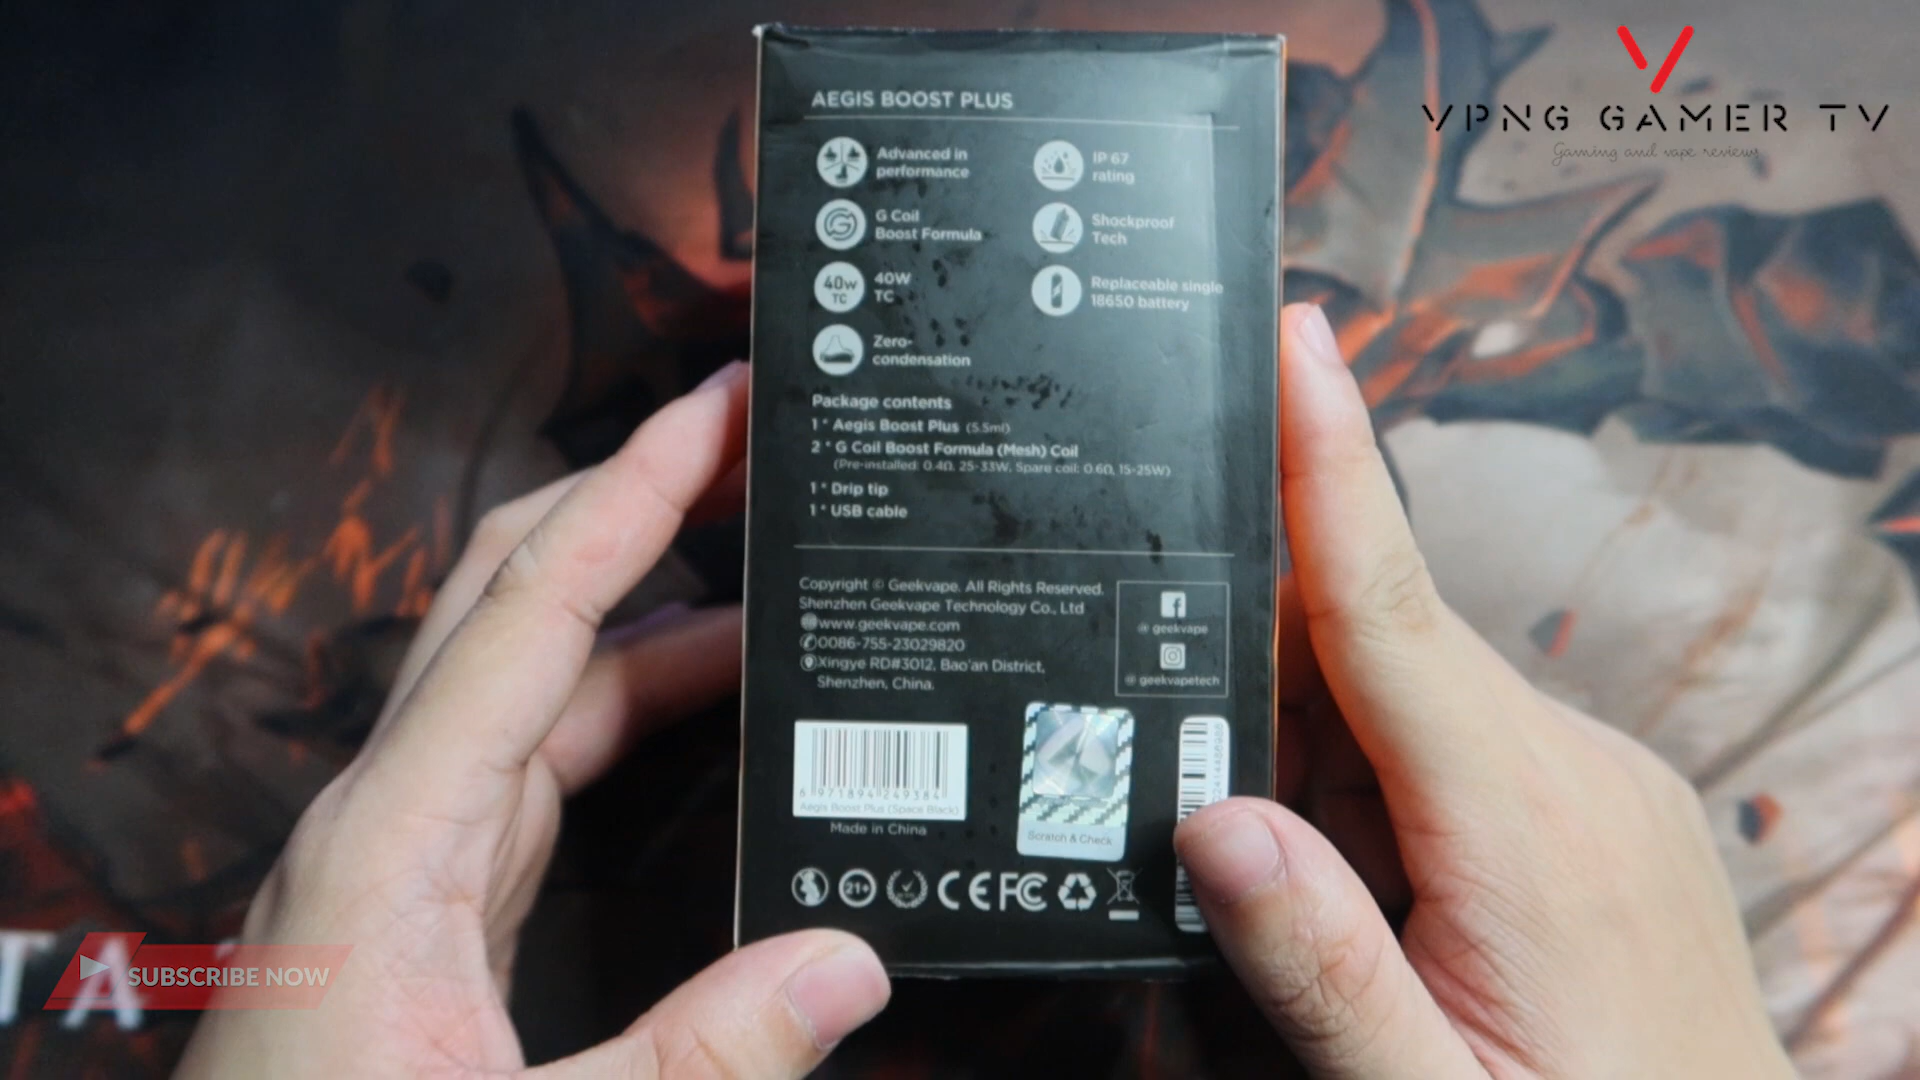 VPNG GAMER TV
Gaming and vape reviews
AEGIS BOOST PLUS
Advanced in
performance
IP 67
rating
G Coil
Boost Formula
Shockproof
Tech
40W
TC
40W
TC
Replaceable single
18650 battery
Zero-
condensation
Package contents
1 * Aegis Boost Plus (5.5ml)
2 * G Coil Boost Formula (Mesh) Coil
(Pre-installed: 0.4Ω, 25-33W, Spare coil: 0.6Ω, 15-25W)
1 * Drip tip
1 * USB cable
Copyright © Geekvape. All Rights Reserved.
Shenzhen Geekvape Technology Co., Ltd
www.geekvape.com
0086-755-23029820
Xingye RD#3012, Bao'an District,
Shenzhen, China.
@ geekvape
@ geekvapetech
6 971894 249384
Aegis Boost Plus (Space Black)
Made in China
Scratch & Check
21+
CE FC
SUBSCRIBE NOW